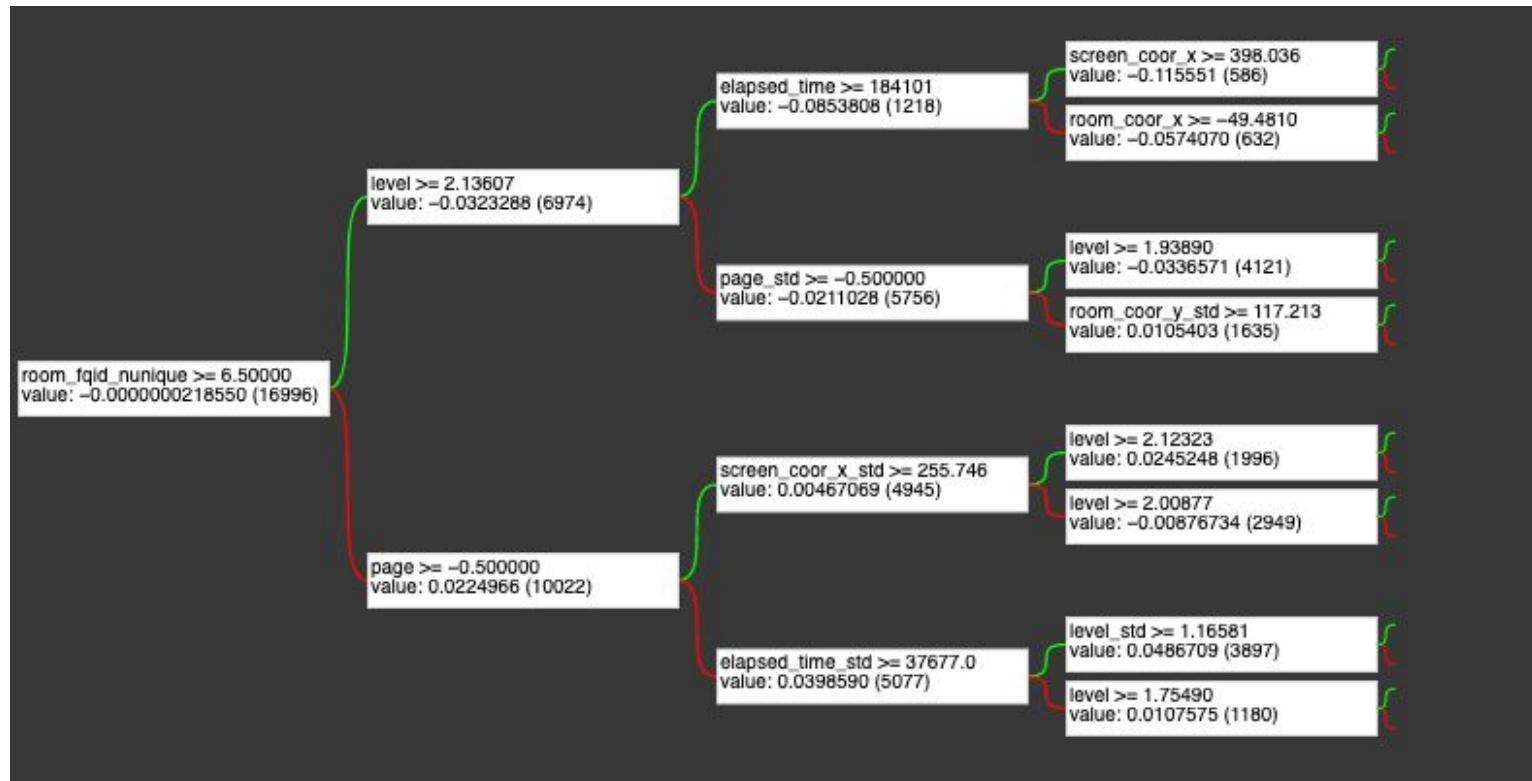 screen_coor_x >= 398.036
value: −0.115551 (586)
elapsed_time >= 184101
value: −0.0853808 (1218)
room_coor_x >= −49.4810
value: −0.0574070 (632)
level >= 2.13607
value: −0.0323288 (6974)
level >= 1.93890
value: −0.0336571 (4121)
page_std >= −0.500000
value: −0.0211028 (5756)
room_coor_y_std >= 117.213
value: 0.0105403 (1635)
room_fqid_nunique >= 6.50000
value: −0.0000000218550 (16996)
level >= 2.12323
value: 0.0245248 (1996)
screen_coor_x_std >= 255.746
value: 0.00467069 (4945)
level >= 2.00877
value: −0.00876734 (2949)
page >= −0.500000
value: 0.0224966 (10022)
level_std >= 1.16581
value: 0.0486709 (3897)
elapsed_time_std >= 37677.0
value: 0.0398590 (5077)
level >= 1.75490
value: 0.0107575 (1180)